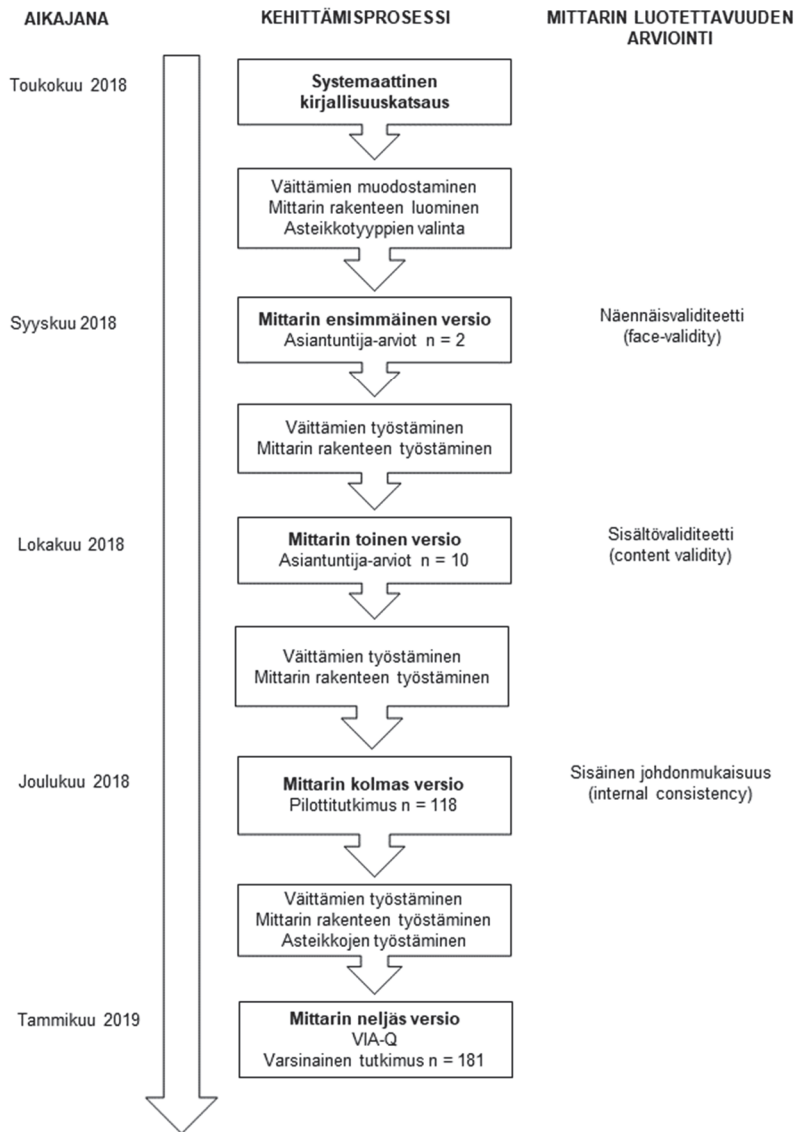 AIKAJANA
KEHITTÄMISPROSESSI
MITTARIN LUOTETTAVUUDEN
ARVIOINTI
Toukokuu 2018
Systemaattinen
kirjallisuuskatsaus
Väittämien muodostaminen
Mittarin rakenteen luominen
Asteikkotyyppien valinta
Syyskuu 2018
Mittarin ensimmäinen versio
Asiantuntija-arviot n = 2
Näennäisvaliditeetti
(face-validity)
Väittämien työstäminen
Mittarin rakenteen työstäminen
Lokakuu 2018
Mittarin toinen versio
Asiantuntija-arviot n = 10
Sisältövaliditeetti
(content validity)
Väittämien työstäminen
Mittarin rakenteen työstäminen
Joulukuu 2018
Mittarin kolmas versio
Pilottitutkimus n = 118
Sisäinen johdonmukaisuus
(internal consistency)
Väittämien työstäminen
Mittarin rakenteen työstäminen
Asteikkojen työstäminen
Tammikuu 2019
Mittarin neljäs versio
VIA-Q
Varsinainen tutkimus n = 181